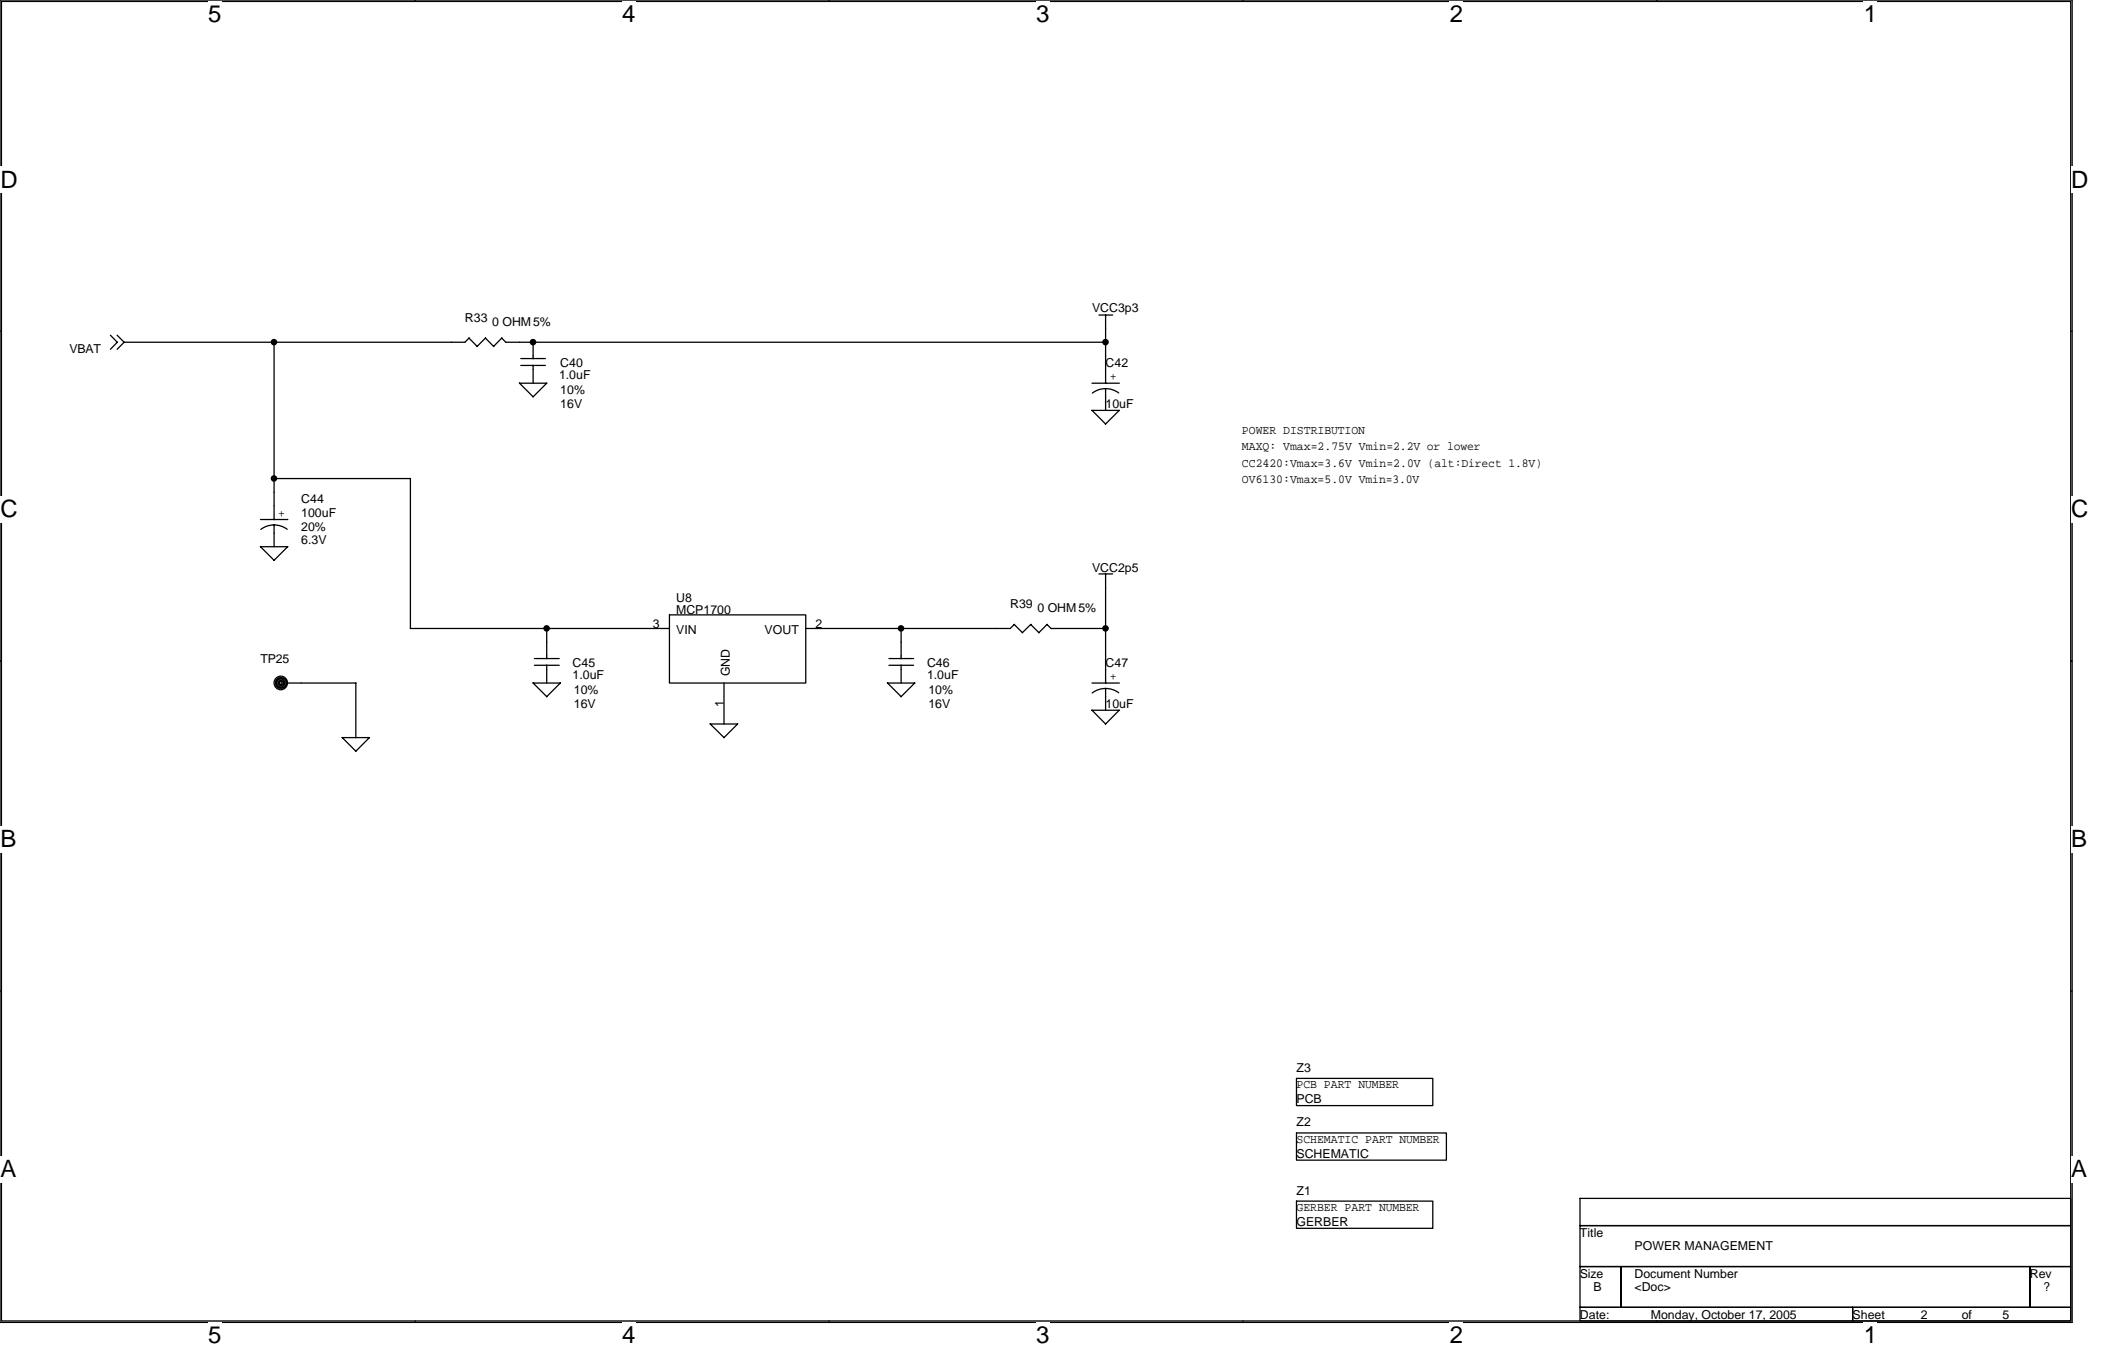 5 4 3 2 1
D D
VCC3p3
R33 0 OHM 5%
VBAT
C40
1.0uF
10%
16V
C42
+
10uF
POWER DISTRIBUTION
MAXQ: Vmax=2.75V Vmin=2.2V or lower
CC2420:Vmax=3.6V Vmin=2.0V (alt:Direct 1.8V)
OV6130:Vmax=5.0V Vmin=3.0V
C C
C44
+
100uF
20%
6.3V
VCC2p5
U8
MCP1700
R39 0 OHM 5%
3 VIN VOUT 2
GND
1
TP25
C45
1.0uF
10%
16V
C46
1.0uF
10%
16V
C47
+
10uF
B B
Z3
PCB PART NUMBER
PCB
Z2
SCHEMATIC PART NUMBER
SCHEMATIC
A A
Z1
GERBER PART NUMBER
GERBER
Title
POWER MANAGEMENT
Size Document Number Rev
B <Doc> ?
Date: Monday, October 17, 2005 Sheet 2 of 5
5 4 3 2 1